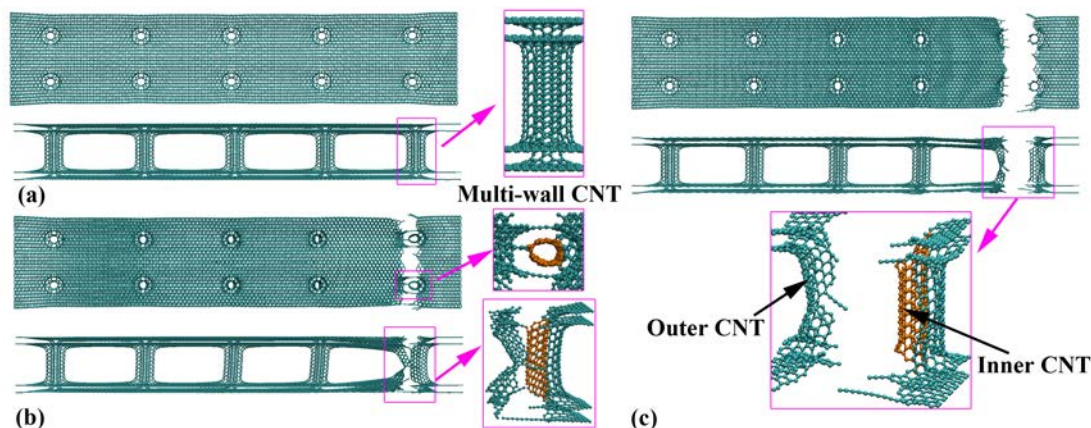 (a)
Multi-wall CNT
(b)
Outer CNT
Inner CNT
(c)